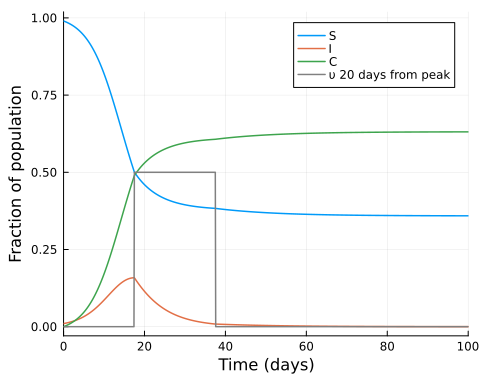 1.00
0.75
0.50
0.25
0.00
Fraction of population
S
I
C
υ 20 days from peak
0
20
40
60
80
100
Time (days)